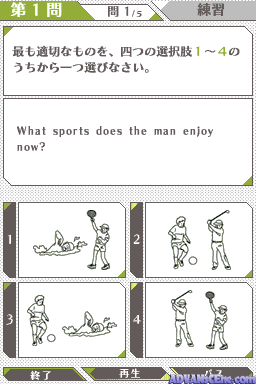 第1問
問1/5
練習
最も適切なものを、四つの選択肢1～4の
うちから一つ選びなさい。
What sports does the man enjoy
now?
1
2
3
4
終了
再生
ADVANsCEne.com